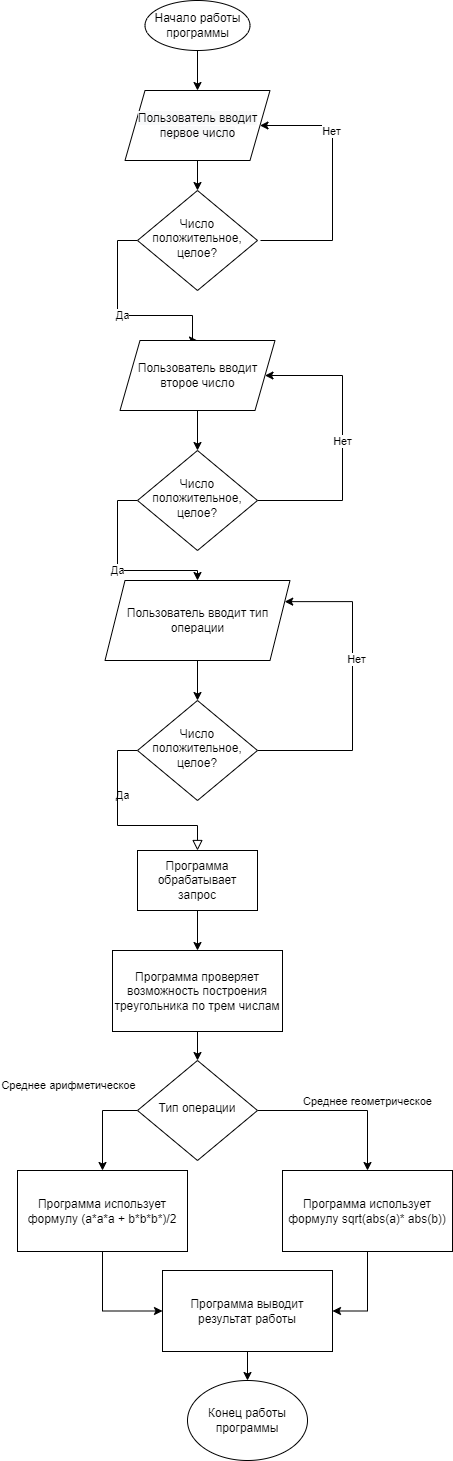 Начало работы
программы
Пользователь вводит
первое число
Нет
Число
положительное,
целое?
Да
Пользователь вводит
второе число
Нет
Число
положительное,
целое?
Да
Пользователь вводит тип
операции
Нет
Число
положительное,
целое?
Да
Программа
обрабатывает
запрос
Программа проверяет
возможность построения
треугольника по трем числам
Среднее арифметическое
Тип операции
Среднее геометрическое
Программа использует
формулу (a*a*a + b*b*b*)/2
Программа использует
формулу sqrt(abs(a)* abs(b))
Программа выводит
результат работы
Конец работы
программы